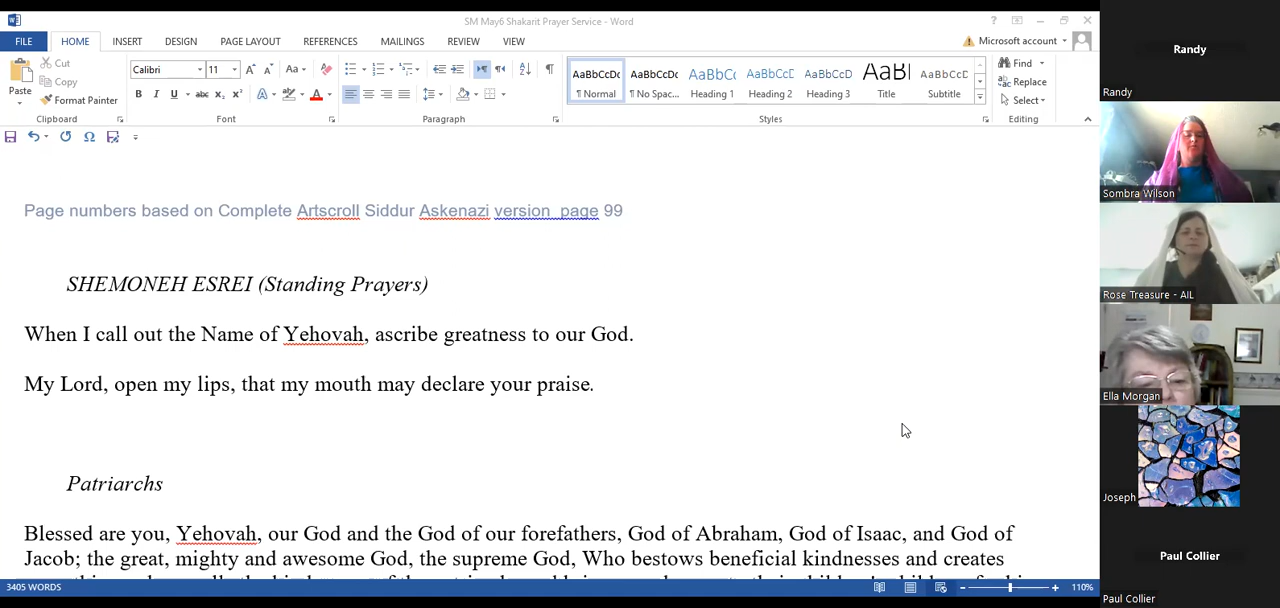 SM May6 Shakarit Prayer Service - Word
FILE HOME INSERT DESIGN PAGE LAYOUT REFERENCES MAILINGS REVIEW VIEW Microsoft account
Paste
Cut
Copy
Format Painter
Calibri 11
AaBbCcDc AaBbCcDc AaBbCc AaBbCcD AaBbCcD AaBl AaBbCcD
¶ Normal ¶ No Spac... Heading 1 Heading 2 Heading 3 Title Subtitle
Find
Replace
Select
Clipboard Font Paragraph Styles Editing
Page numbers based on Complete Artscroll Siddur Askenazi version page 99
SHEMONEH ESREI (Standing Prayers)
When I call out the Name of Yehovah, ascribe greatness to our God.
My Lord, open my lips, that my mouth may declare your praise.
Patriarchs
Blessed are you, Yehovah, our God and the God of our forefathers, God of Abraham, God of Isaac, and God of
Jacob; the great, mighty and awesome God, the supreme God, Who bestows beneficial kindnesses and creates
3405 WORDS
110%
Randy
Randy
Sombra Wilson
Rose Treasure - AIL
Ella Morgan
Joseph
Paul Collier
Paul Collier